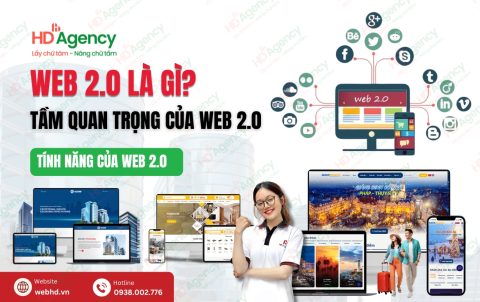 HD Agency
Lấy chữ tâm - Nâng chữ tầm
WEB 2.0 LÀ GÌ?
TẦM QUAN TRỌNG CỦA WEB 2.0
TÍNH NĂNG CỦA WEB 2.0
web 2.0
Website
webhd.vn
Hotline
0938.002.776